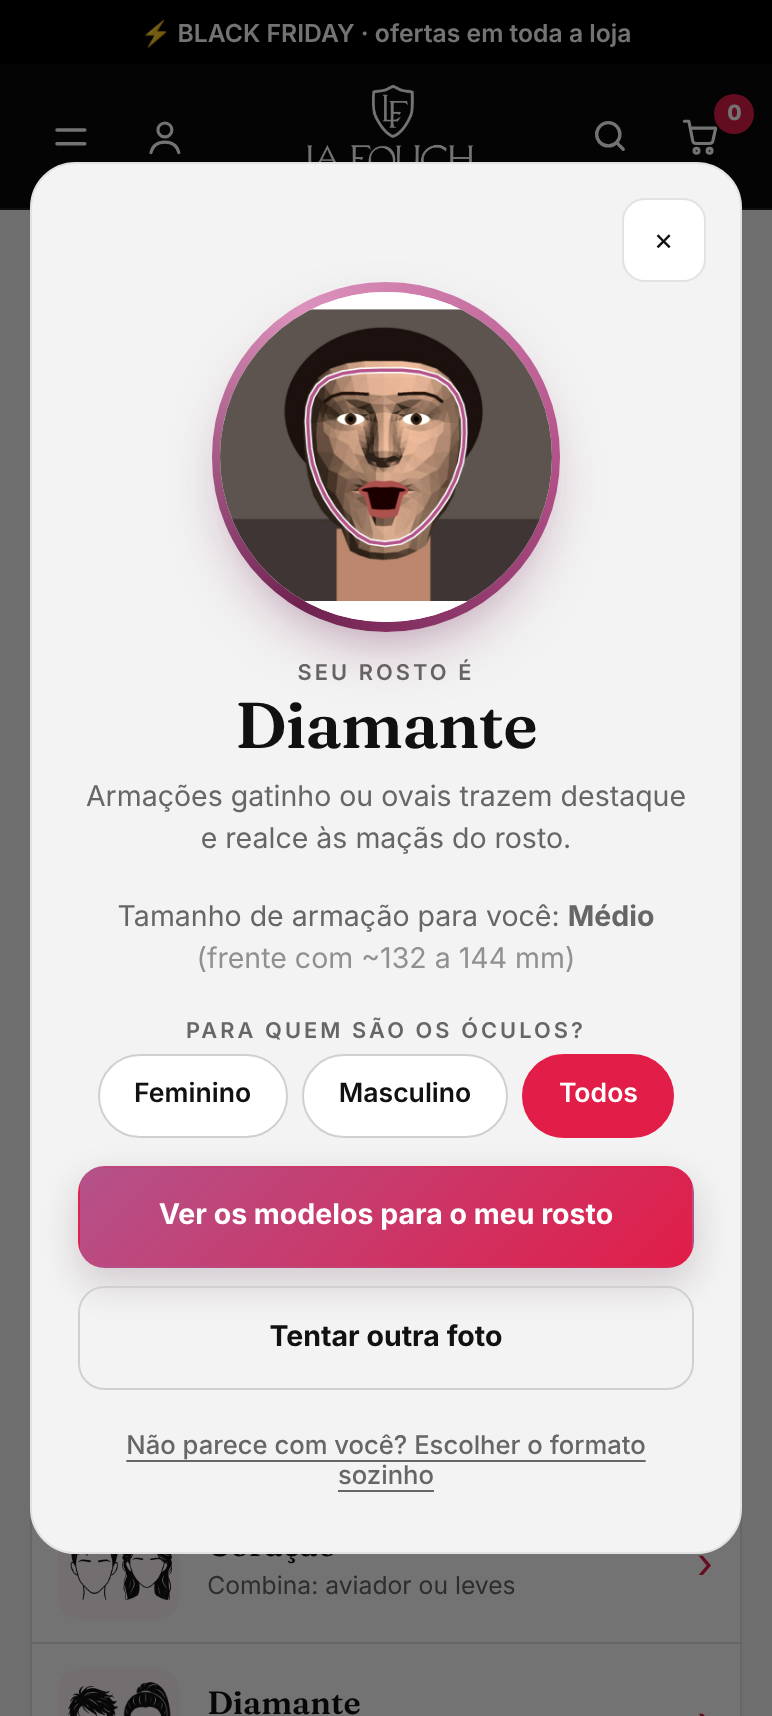 ⚡ BLACK FRIDAY · ofertas em toda a loja
LF
0
×
SEU ROSTO É
Diamante
Armações gatinho ou ovais trazem destaque
e realce às maçãs do rosto.
Tamanho de armação para você: Médio
(frente com ~132 a 144 mm)
PARA QUEM SÃO OS ÓCULOS?
Feminino
Masculino
Todos
Ver os modelos para o meu rosto
Tentar outra foto
Não parece com você? Escolher o formato
sozinho
Combina: aviador ou leves
Diamante